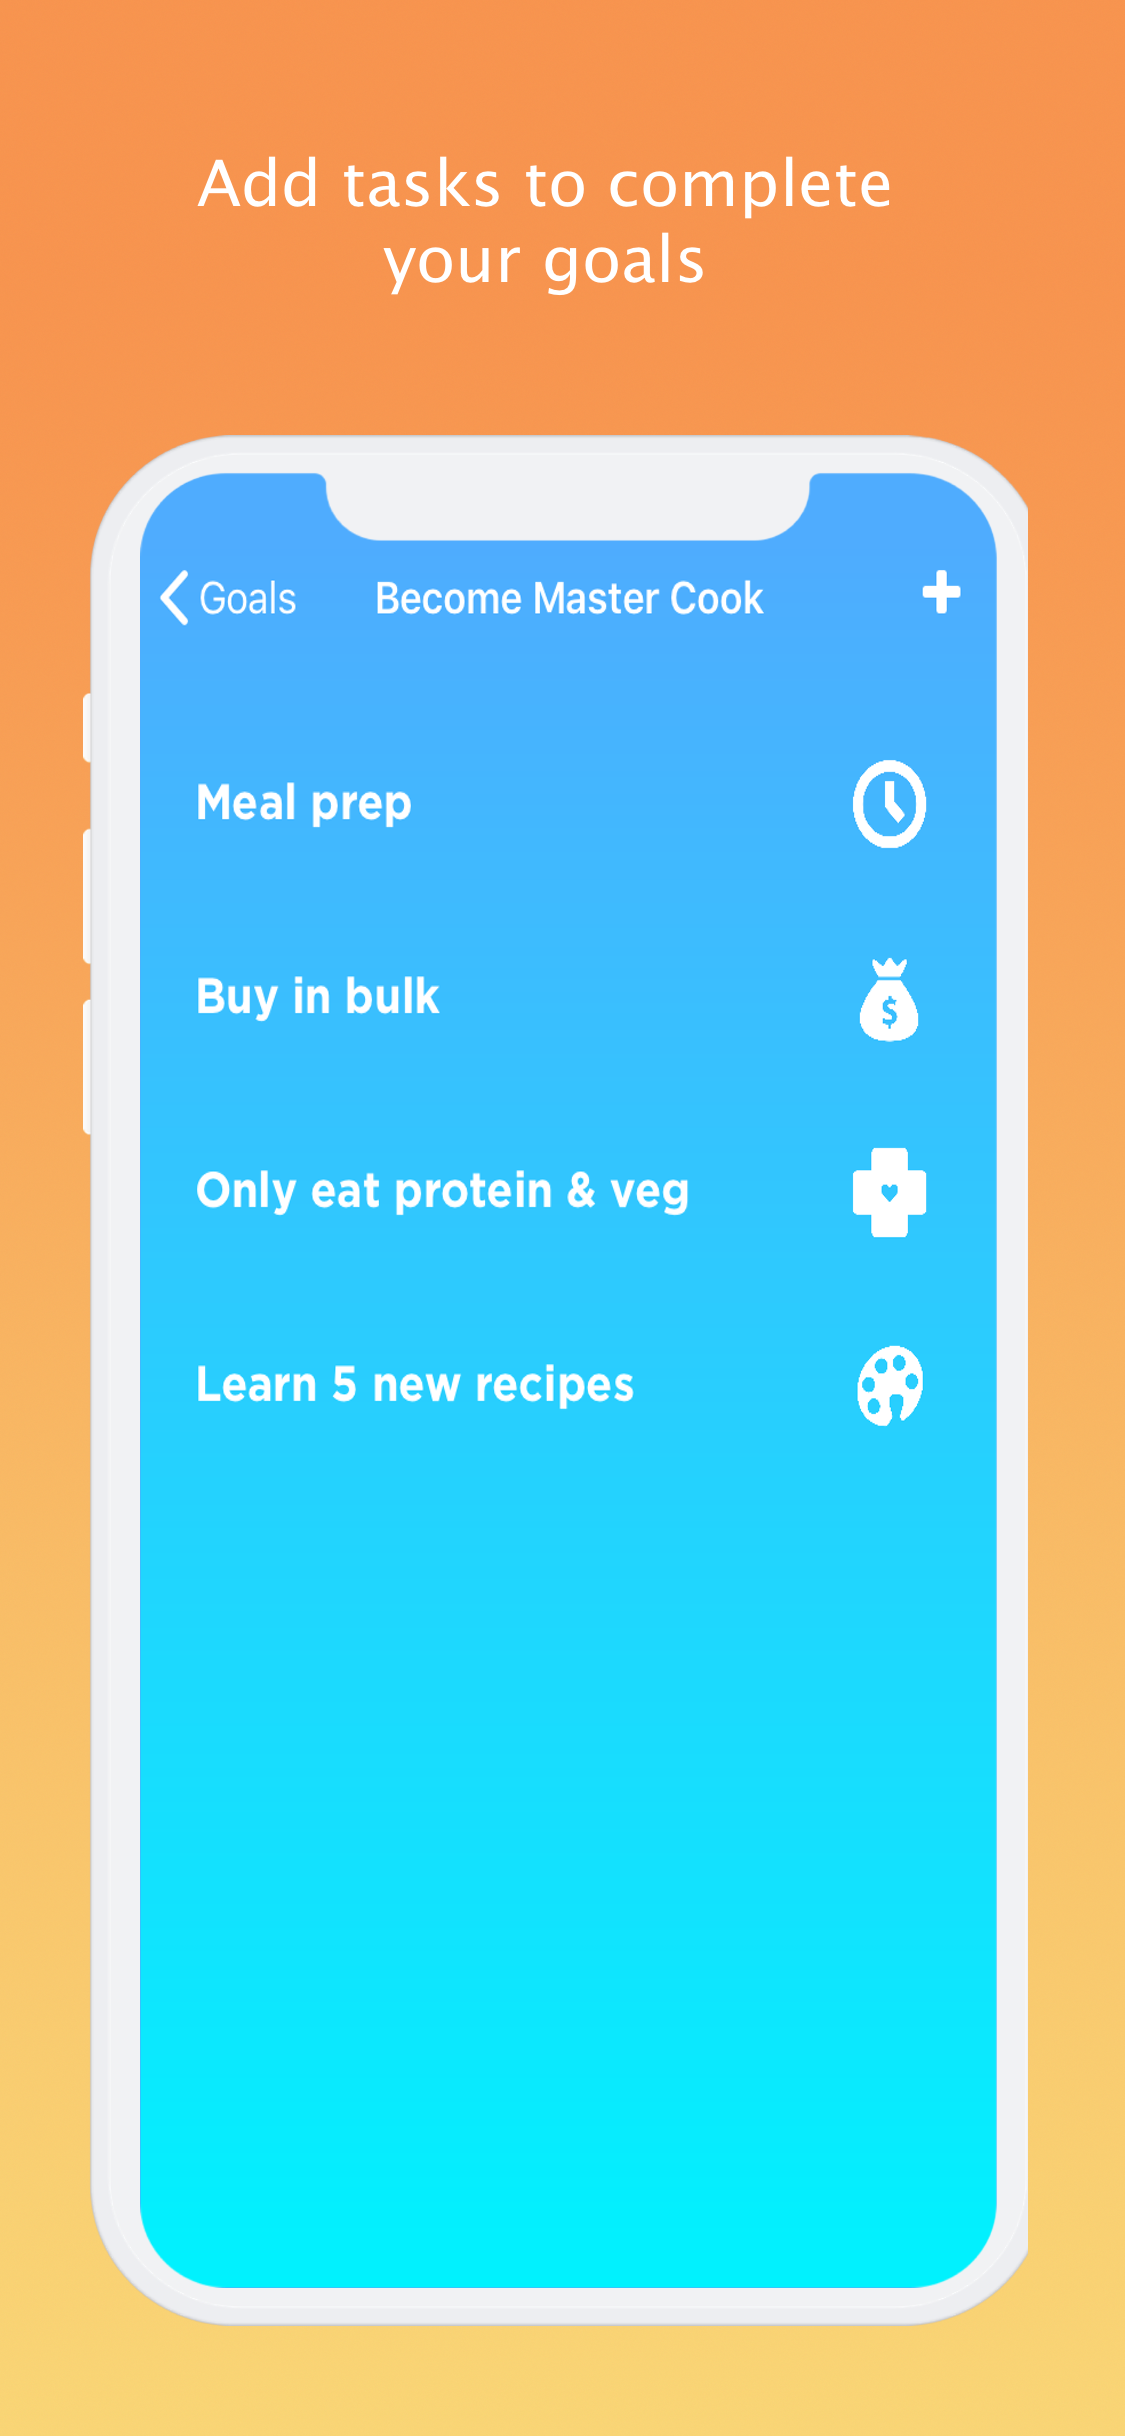 Add tasks to complete
your goals
Goals
Become Master Cook
Meal prep
Buy in bulk
$
Only eat protein & veg
Learn 5 new recipes